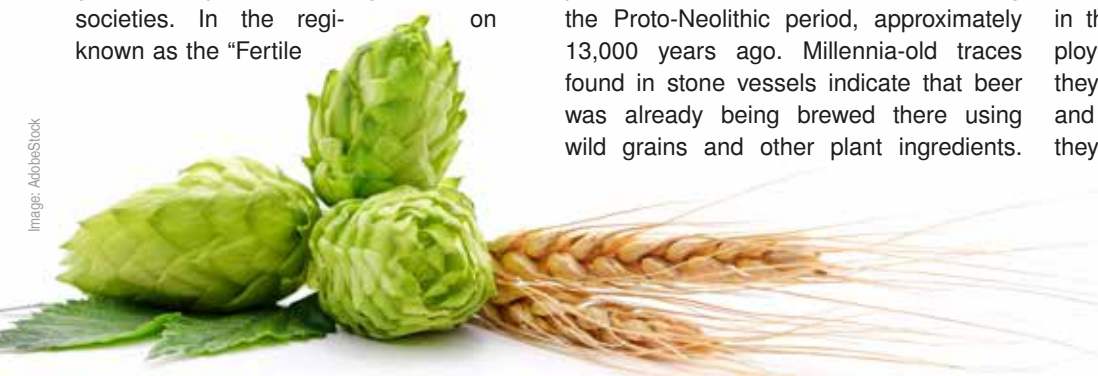 societies. In the regi- on
known as the “Fertile
the Proto-Neolithic period, approximately
13,000 years ago. Millennia-old traces
found in stone vessels indicate that beer
was already being brewed there using
wild grains and other plant ingredients.
in th
ploy
they
and
they
Image: AdobeStock